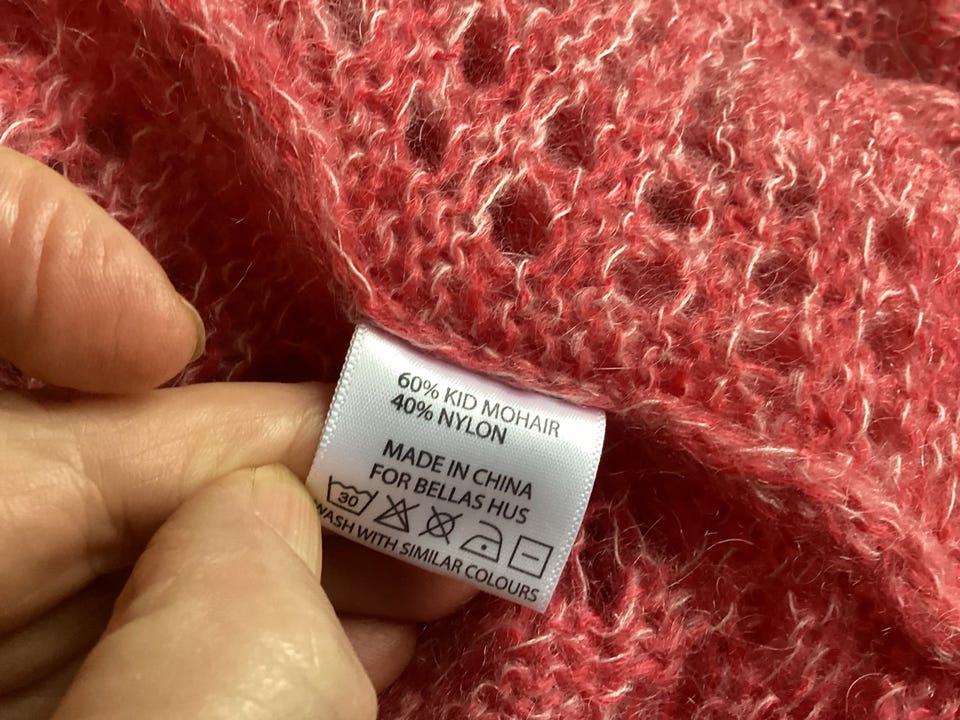 60% KID MOHAIR
40% NYLON
MADE IN CHINA
FOR BELLAS HUS
30
WASH WITH SIMILAR COLOURS